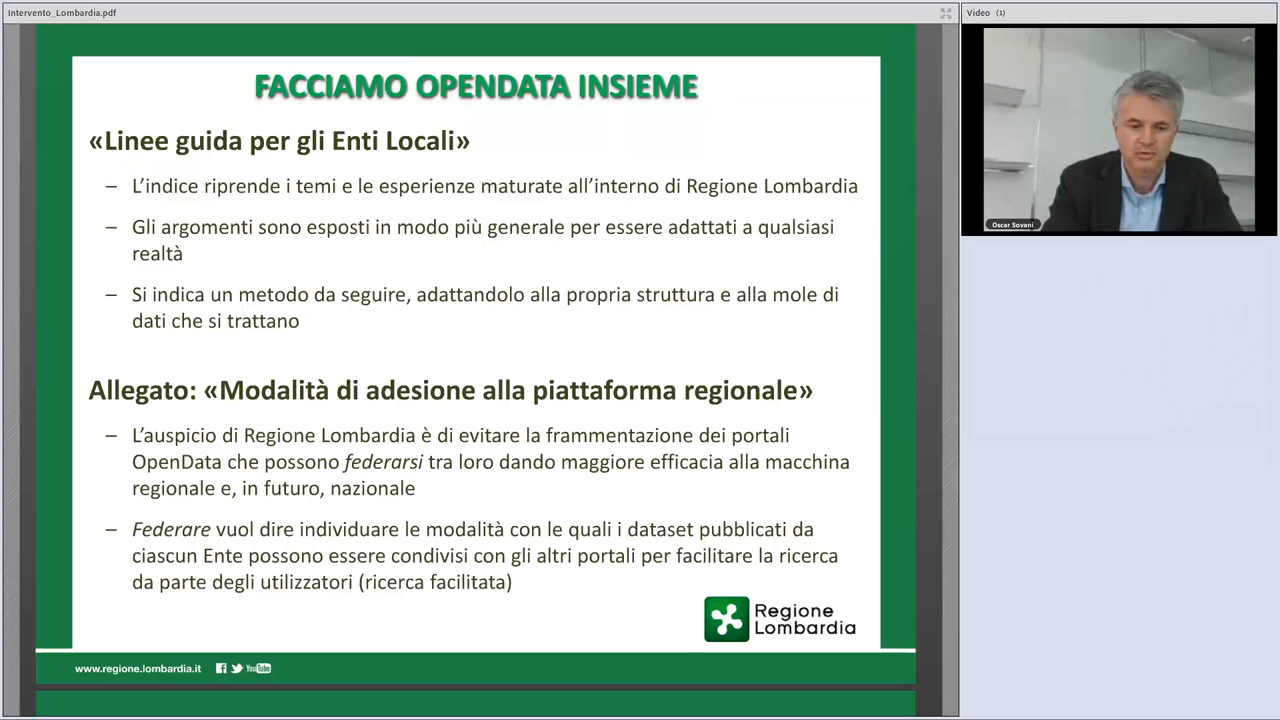 Intervento_Lombardia.pdf
Video (1)
FACCIAMO OPENDATA INSIEME
«Linee guida per gli Enti Locali»
– L’indice riprende i temi e le esperienze maturate all’interno di Regione Lombardia
– Gli argomenti sono esposti in modo più generale per essere adattati a qualsiasi
realtà
– Si indica un metodo da seguire, adattandolo alla propria struttura e alla mole di
dati che si trattano
Allegato: «Modalità di adesione alla piattaforma regionale»
– L’auspicio di Regione Lombardia è di evitare la frammentazione dei portali
OpenData che possono federarsi tra loro dando maggiore efficacia alla macchina
regionale e, in futuro, nazionale
– Federare vuol dire individuare le modalità con le quali i dataset pubblicati da
ciascun Ente possono essere condivisi con gli altri portali per facilitare la ricerca
da parte degli utilizzatori (ricerca facilitata)
Regione
Lombardia
www.regione.lombardia.it
YouTube
Oscar Sovani